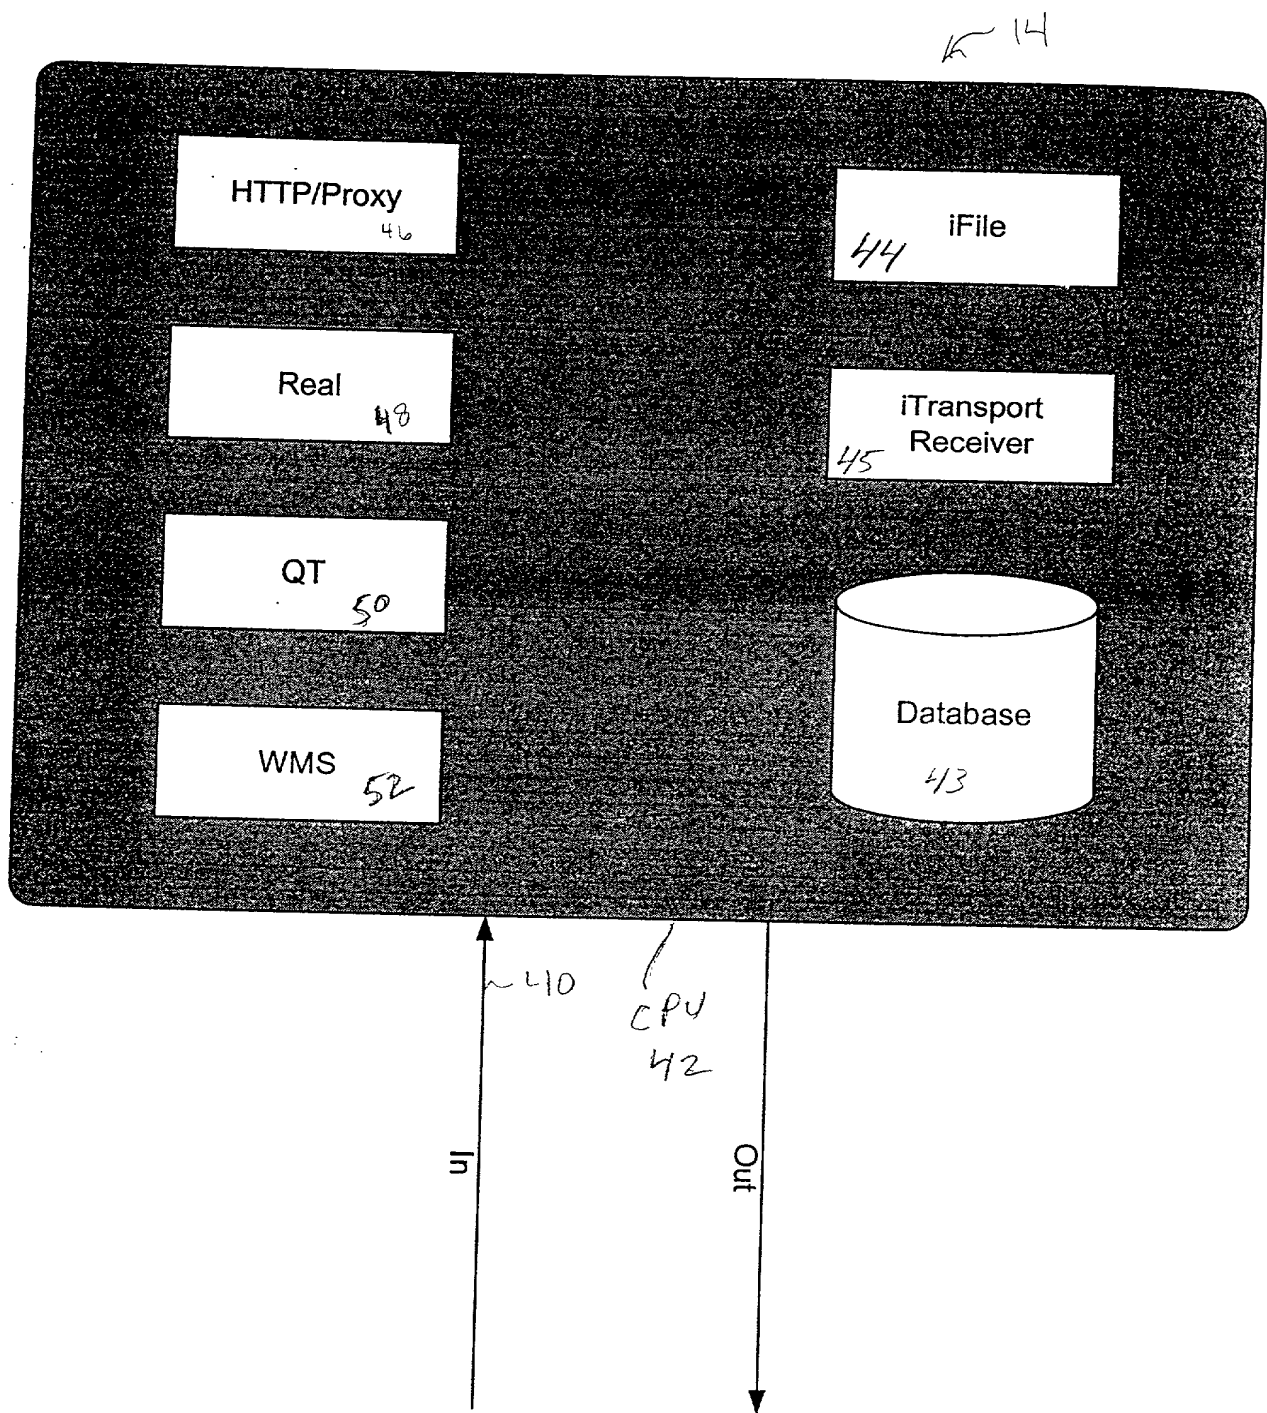 14
HTTP/Proxy
46
iFile
44
Real
48
iTransport
Receiver
45
QT
50
Database
43
WMS
52
40
CPU
42
In
Out